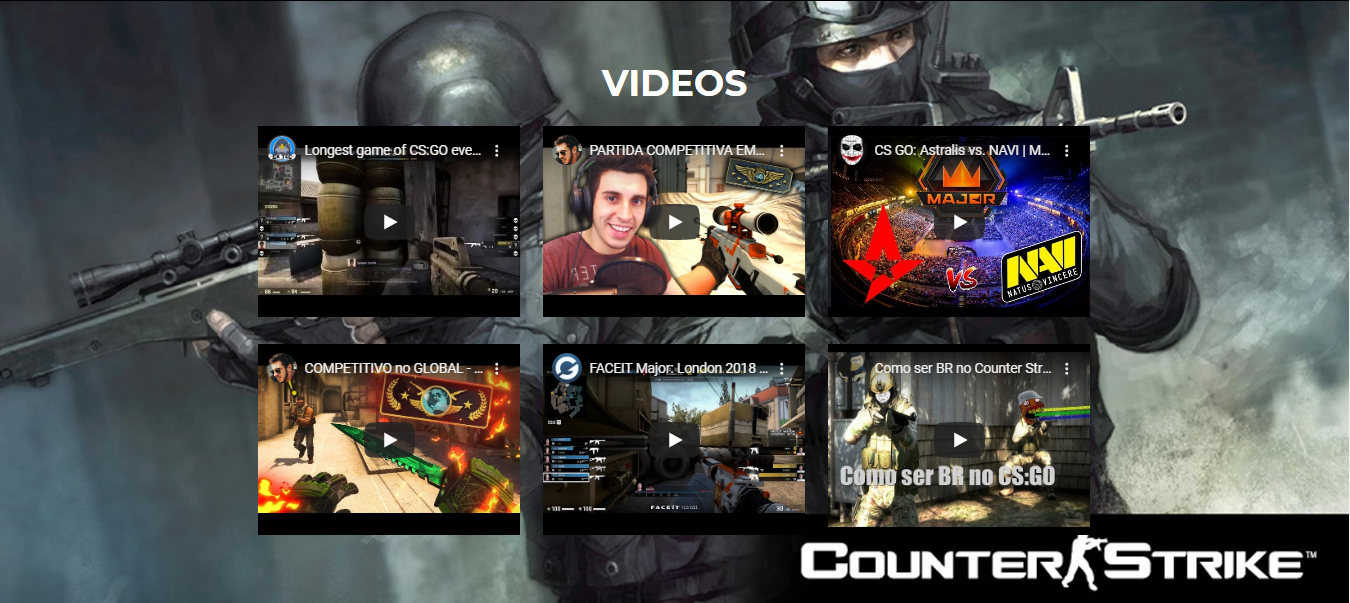 VIDEOS
Longest game of CS:GO eve...
PARTIDA COMPETITIVA EM...
CS GO: Astralis vs. NAVI | M...
MAJOR
VS
NAVI
NATUS VINCERE
COMPETITIVO no GLOBAL - ...
FACEIT Major: London 2018 ...
Como ser BR no Counter Str...
FACEIT
Como ser BR no CS:GO
COUNTER STRIKE™